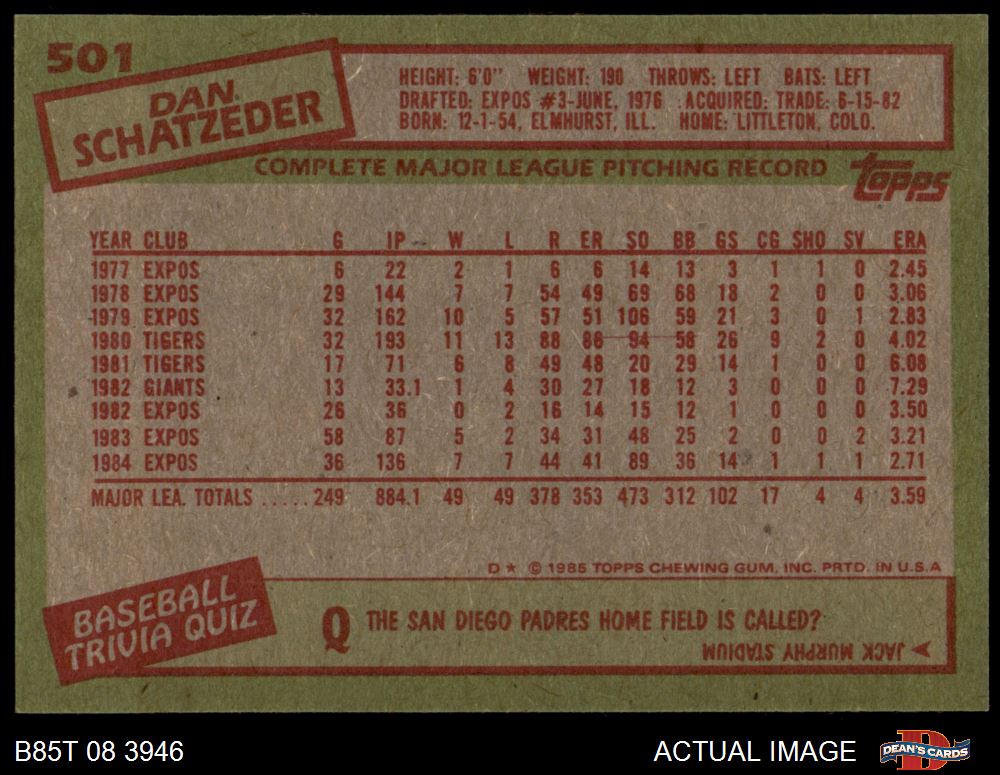 501
DAN
SCHATZEDER
HEIGHT: 6'0" WEIGHT: 190 THROWS: LEFT BATS: LEFT
DRAFTED: EXPOS #3-JUNE, 1976 ACQUIRED: TRADE: 6-15-82
BORN: 12-1-54, ELMHURST, ILL. HOME: LITTLETON, COLO.
COMPLETE MAJOR LEAGUE PITCHING RECORD
topps
YEAR CLUB G IP W L R ER SO BB GS CG SHO SV ERA
1977 EXPOS 6 22 2 1 6 6 14 13 3 1 1 0 2.45
1978 EXPOS 29 144 7 7 54 49 69 68 18 2 0 0 3.06
1979 EXPOS 32 162 10 5 57 51 106 59 21 3 0 1 2.83
1980 TIGERS 32 193 11 13 88 86 94 58 26 9 2 0 4.02
1981 TIGERS 17 71 6 8 49 48 20 29 14 1 0 0 6.08
1982 GIANTS 13 33.1 1 4 30 27 18 12 3 0 0 0 7.29
1982 EXPOS 26 36 0 2 16 14 15 12 1 0 0 0 3.50
1983 EXPOS 58 87 5 2 34 31 48 25 2 0 0 2 3.21
1984 EXPOS 36 136 7 7 44 41 89 36 14 1 1 1 2.71
MAJOR LEA. TOTALS ..... 249 884.1 49 49 378 353 473 312 102 17 4 4 3.59
D★ © 1985 TOPPS CHEWING GUM, INC. PRTD. IN U.S.A
BASEBALL
TRIVIA QUIZ
Q THE SAN DIEGO PADRES HOME FIELD IS CALLED?
JACK MURPHY STADIUM
B85T 08 3946 ACTUAL IMAGE
D
DEAN'S CARDS